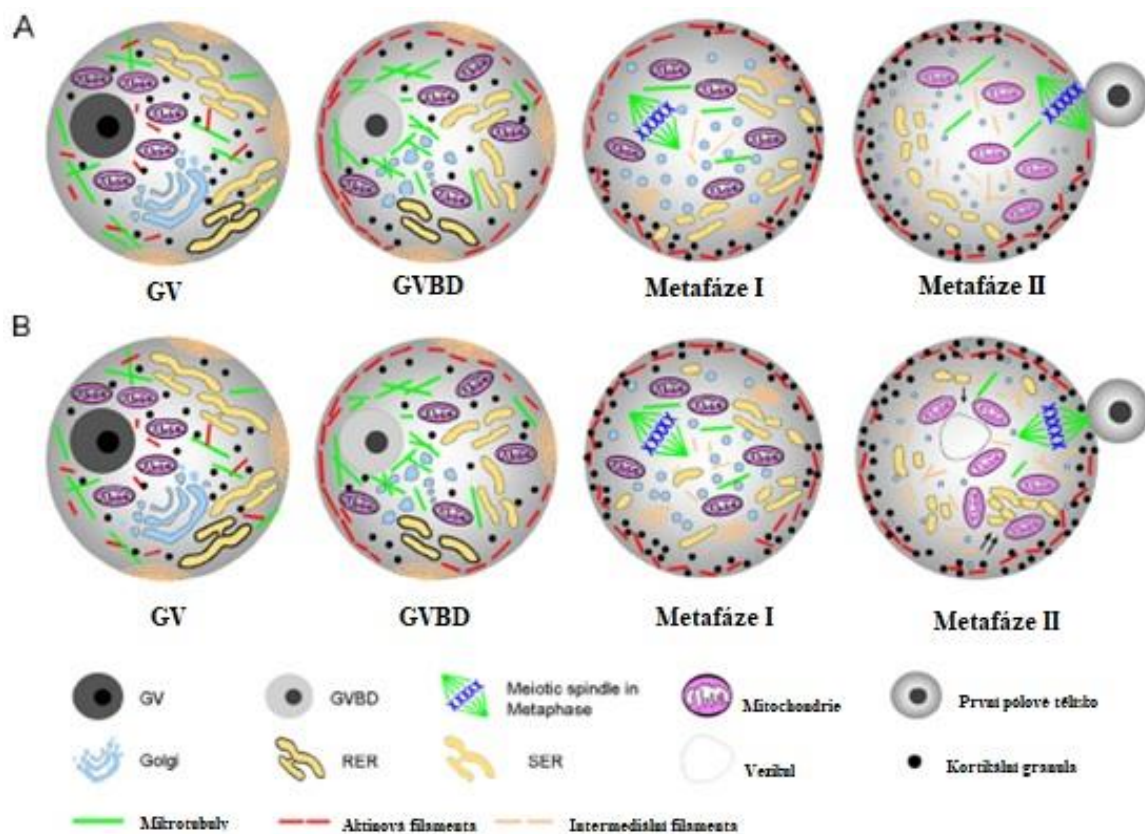 A
GV GVBD Metafáze I Metafáze II
B
GV GVBD Metafáze I Metafáze II
GV GVBD Meiotic spindle in Metaphase Mitochondrie První pólové tělísko
Golgi RER SER Vezikul Kortikální granula
Mikrotubuly Aktinová filamenta Intermediální filamenta